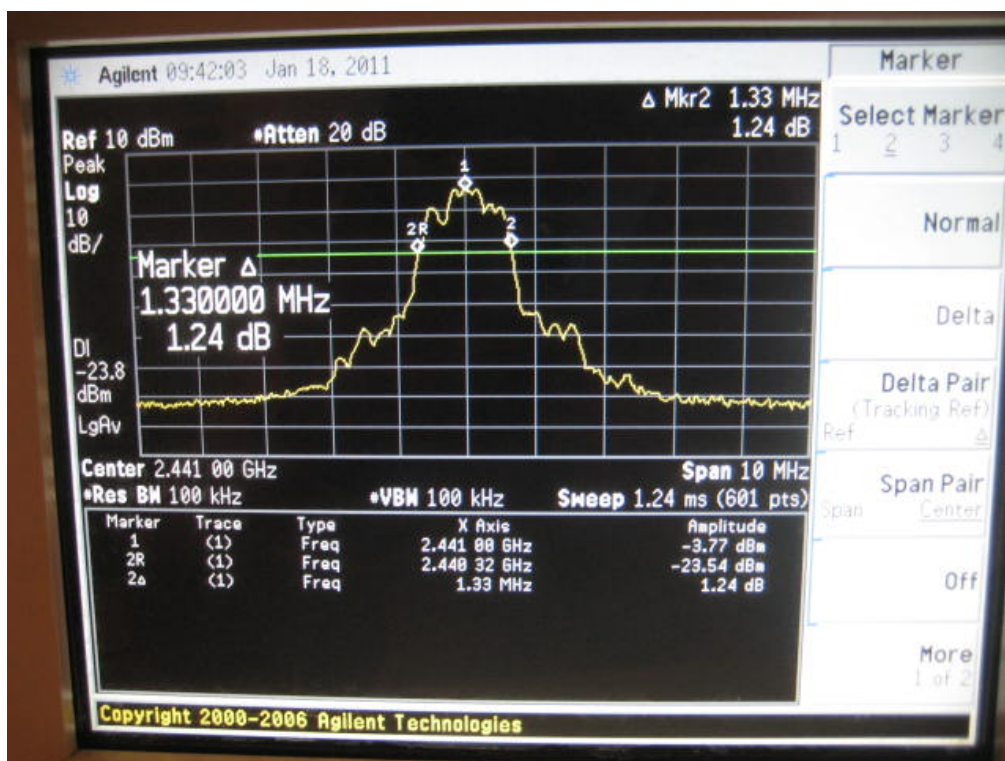 Agilent 09:42:03 Jan 18, 2011
Marker
Δ Mkr2 1.33 MHz
Ref 10 dBm *Atten 20 dB 1.24 dB
Select Marker
1 2 3 4
Peak
Log
10
dB/
1
2R
2
Normal
Marker Δ
1.330000 MHz
1.24 dB
Delta
DI
-23.8
dBm
LgAv
Delta Pair
(Tracking Ref)
Ref Δ
Center 2.441 00 GHz Span 10 MHz
*Res BW 100 kHz *VBW 100 kHz Sweep 1.24 ms (601 pts)
Span Pair
Span Center
Marker Trace Type X Axis Amplitude
1 (1) Freq 2.441 00 GHz -3.77 dBm
2R (1) Freq 2.440 32 GHz -23.54 dBm
2Δ (1) Freq 1.33 MHz 1.24 dB
Off
More
1 of 2
Copyright 2000-2006 Agilent Technologies